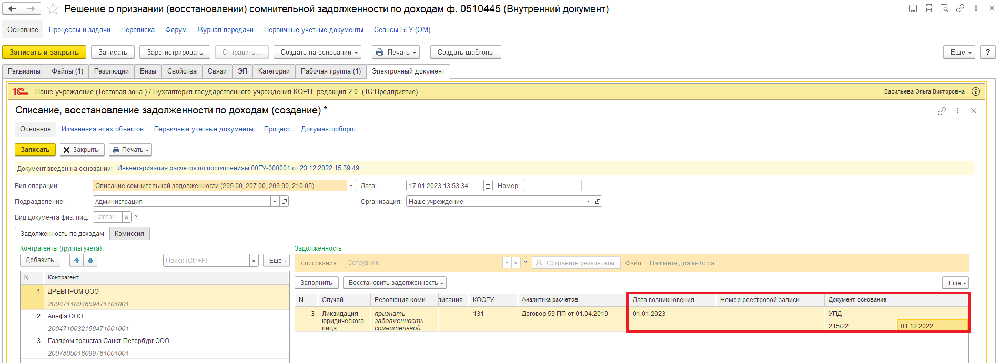 Решение о признании (восстановлении) сомнительной задолженности по доходам ф. 0510445 (Внутренний документ)
Основное Процессы и задачи Переписка Форум Журнал передачи Первичные учетные документы Сеансы БГУ (ОМ)
Записать и закрыть Записать Зарегистрировать Отправить... Создать на основании Печать Создать шаблоны Еще ?
Реквизиты Файлы (1) Резолюции Визы Свойства Связи ЭП Категории Рабочая группа (1) Электронный документ
1С Наше учреждение (Тестовая зона ) / Бухгалтерия государственного учреждения КОРП, редакция 2.0 (1С:Предприятие) Васильева Ольга Викторовна
Списание, восстановление задолженности по доходам (создание) *
Основное Изменения всех объектов Первичные учетные документы Процесс Документооборот
Записать Закрыть Печать
Документ введен на основании: Инвентаризация расчетов по поступлениям 00ГУ-000001 от 23.12.2022 15:39:49
Вид операции: Списание сомнительной задолженности (205.00, 207.00, 209.00, 210.05) Дата: 17.01.2023 13:53:34 Номер:
Подразделение: Администрация Организация: Наше учреждение
Вид документа физ. лиц: <авто> × ?
Задолженность по доходам Комиссия
Контрагенты (группы учета) Задолженность
Добавить Поиск (Ctrl+F) × Еще Голосование: Сотрудник × ? Сохранить результаты Файл: Нажмите для выбора
N Контрагент
1 ДРЕВПРОМ ООО
2004711004659471101001
2 Альфа ООО
2004710032188471001001
3 Газпром трансгаз Санкт-Петербург ООО
2007805018099781001001
Заполнить Восстановить задолженность Еще
N Случай Резолюция коми... писания КОСГУ Аналитика расчетов Дата возникновения Номер реестровой записи Документ-основание
3 Ликвидация признать 131 Договор 59 ПП от 01.04.2019 01.01.2023 УПД
юридического задолженность
лица сомнительной 215/22 01.12.2022